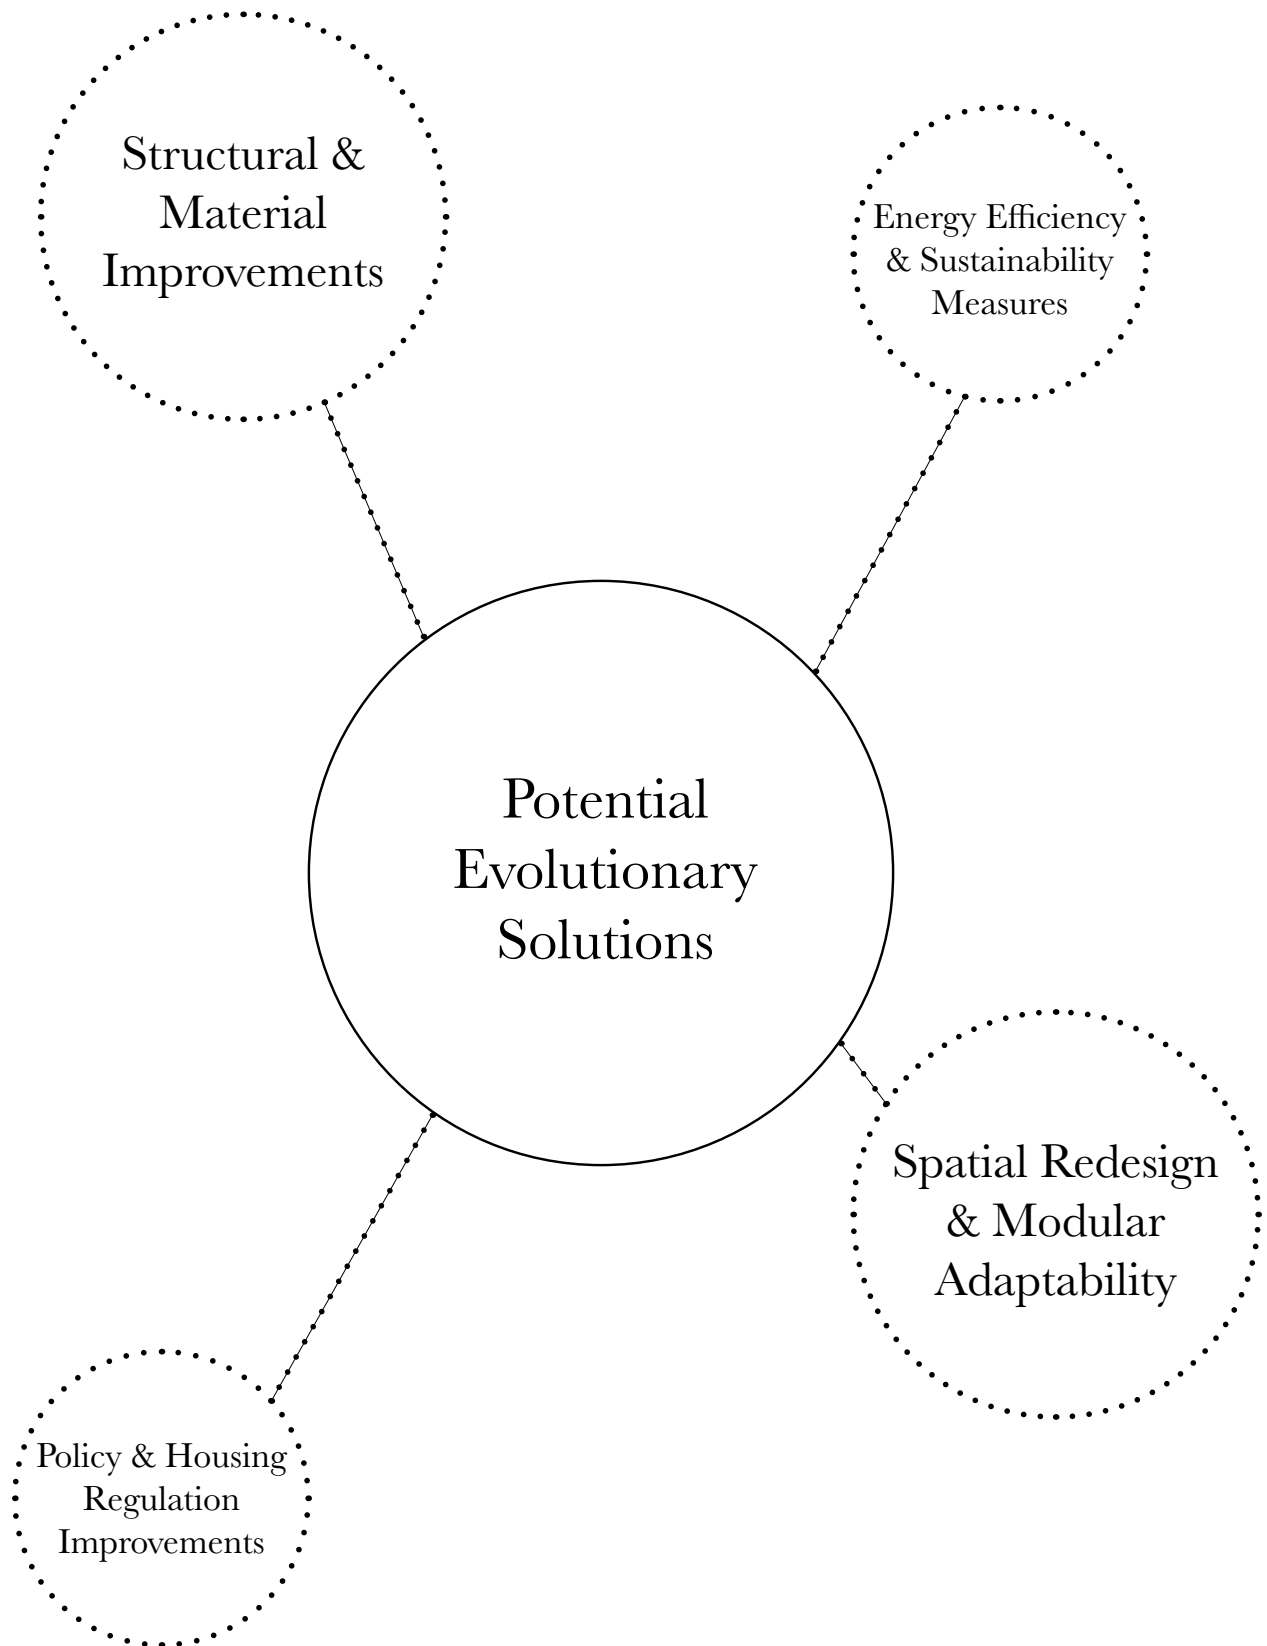 Structural &
Material
Improvements
Energy Efficiency
& Sustainability
Measures
Potential
Evolutionary
Solutions
Spatial Redesign
& Modular
Adaptability
Policy & Housing
Regulation
Improvements